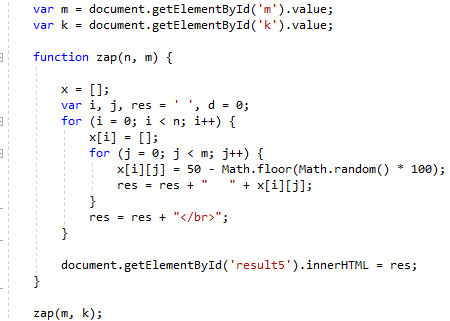 var m = document.getElementById('m').value;
var k = document.getElementById('k').value;
function zap(n, m) {
x = [];
var i, j, res = ' ', d = 0;
for (i = 0; i < n; i++) {
x[i] = [];
for (j = 0; j < m; j++) {
x[i][j] = 50 - Math.floor(Math.random() * 100);
res = res + "   " + x[i][j];
}
res = res + "</br>";
}
document.getElementById('result5').innerHTML = res;
}
zap(m, k);